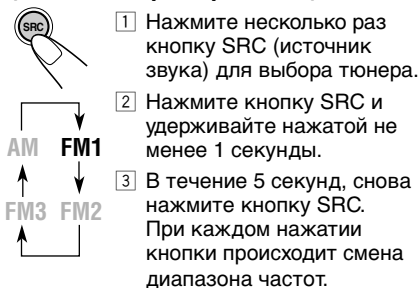 SRC
1 Нажмите несколько раз
кнопку SRC (источник
звука) для выбора тюнера.
2 Нажмите кнопку SRC и
удерживайте нажатой не
менее 1 секунды.
AM FM1
FM3 FM2
3 В течение 5 секунд, снова
нажмите кнопку SRC.
При каждом нажатии
кнопки происходит смена
диапазона частот.